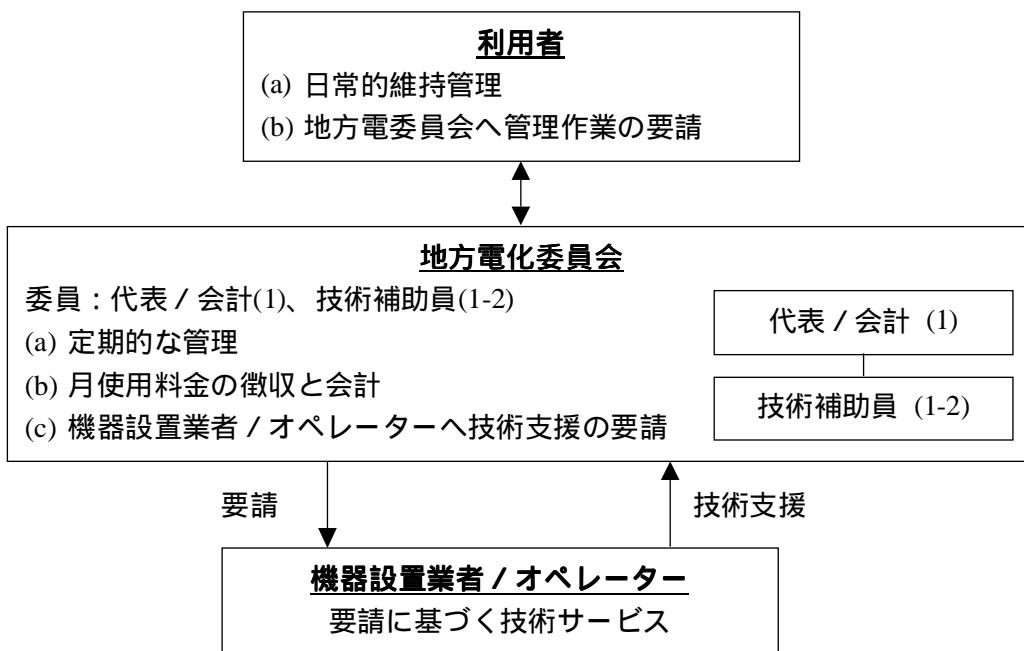 利用者
(a) 日常的維持管理
(b) 地方電委員会へ管理作業の要請
地方電化委員会
委員：代表 / 会計(1)、技術補助員(1-2)
(a) 定期的な管理
(b) 月使用料金の徴収と会計
(c) 機器設置業者 / オペレーターへ技術支援の要請
代表 / 会計 (1)
技術補助員 (1-2)
要請
技術支援
機器設置業者 / オペレーター
要請に基づく技術サービス